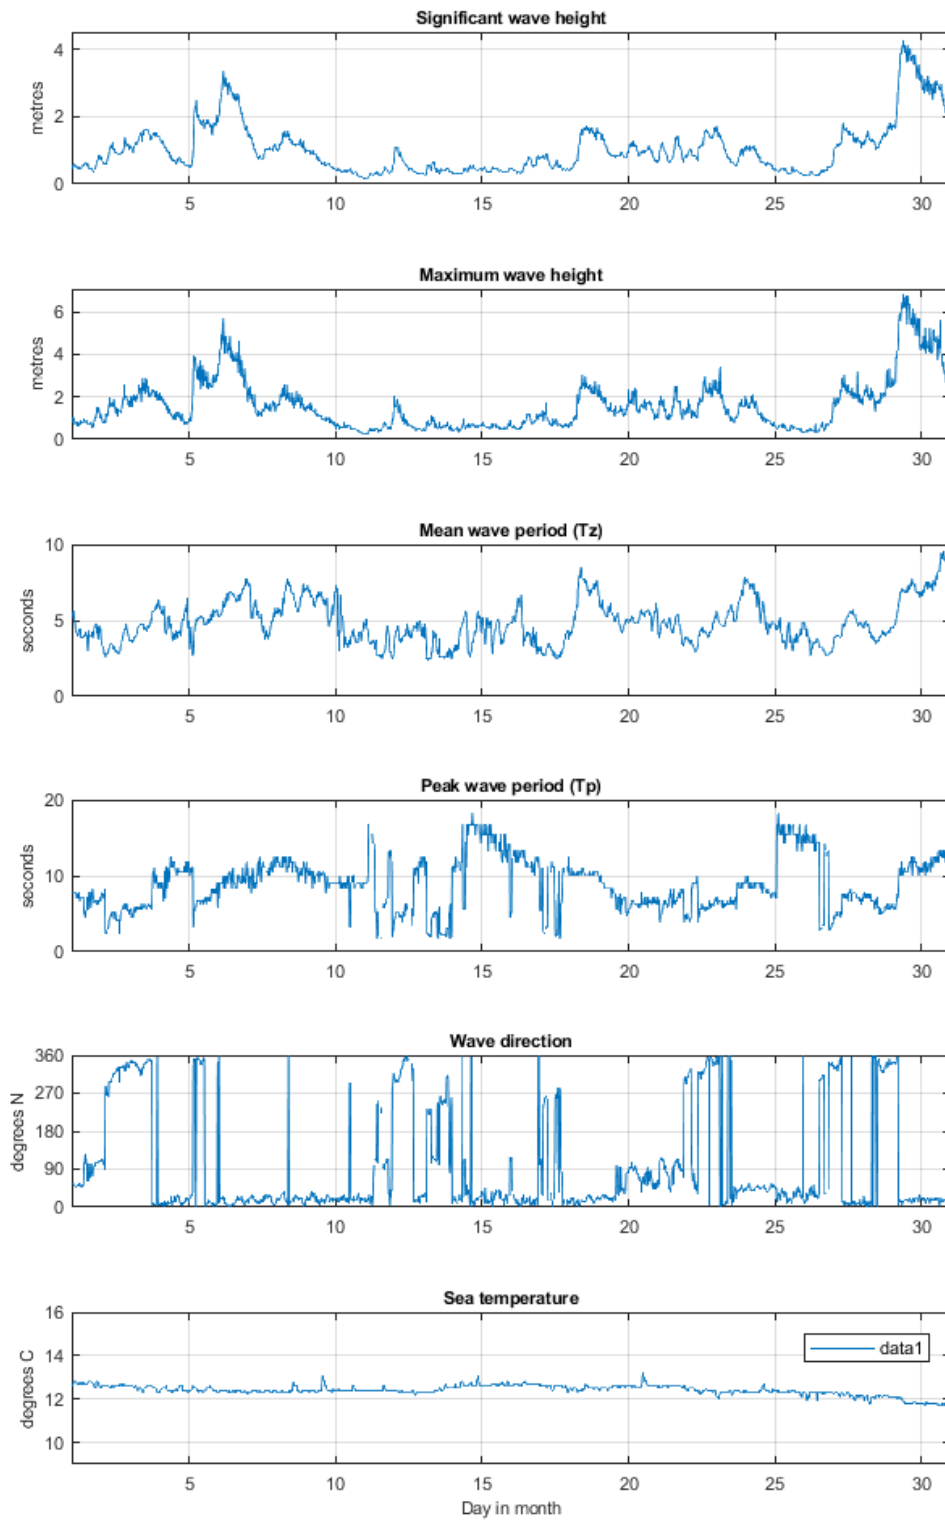 Significant wave height
metres
4
2
0
5 10 15 20 25 30
Maximum wave height
metres
6
4
2
0
5 10 15 20 25 30
Mean wave period (Tz)
seconds
10
5
0
5 10 15 20 25 30
Peak wave period (Tp)
seconds
20
10
0
5 10 15 20 25 30
Wave direction
degrees N
360
270
180
90
0
5 10 15 20 25 30
Sea temperature
degrees C
16
14
12
10
data1
5 10 15 20 25 30
Day in month